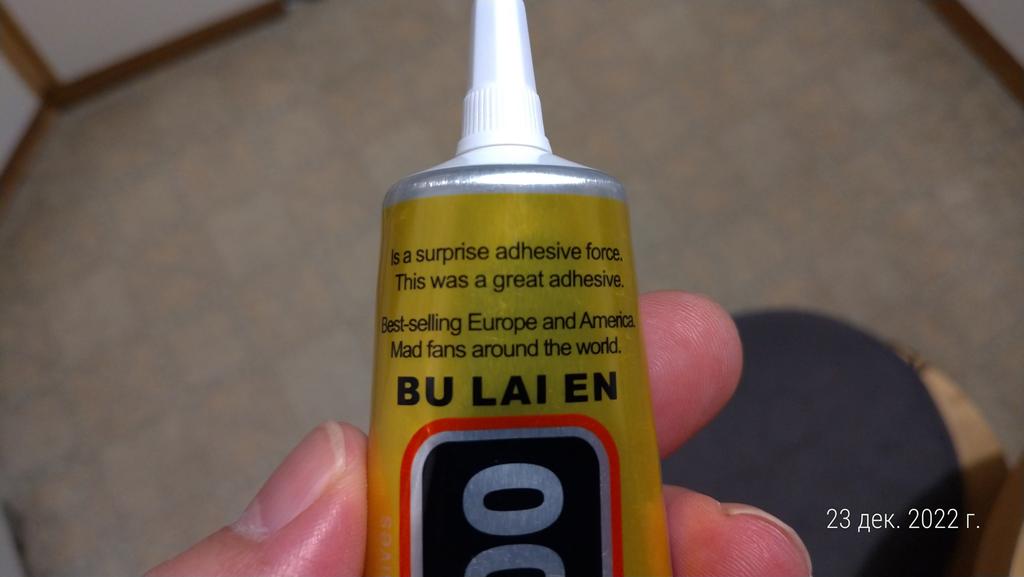 Is a surprise adhesive force.
This was a great adhesive.
Best-selling Europe and America.
Mad fans around the world.
BU LAI EN
23 дек. 2022 г.